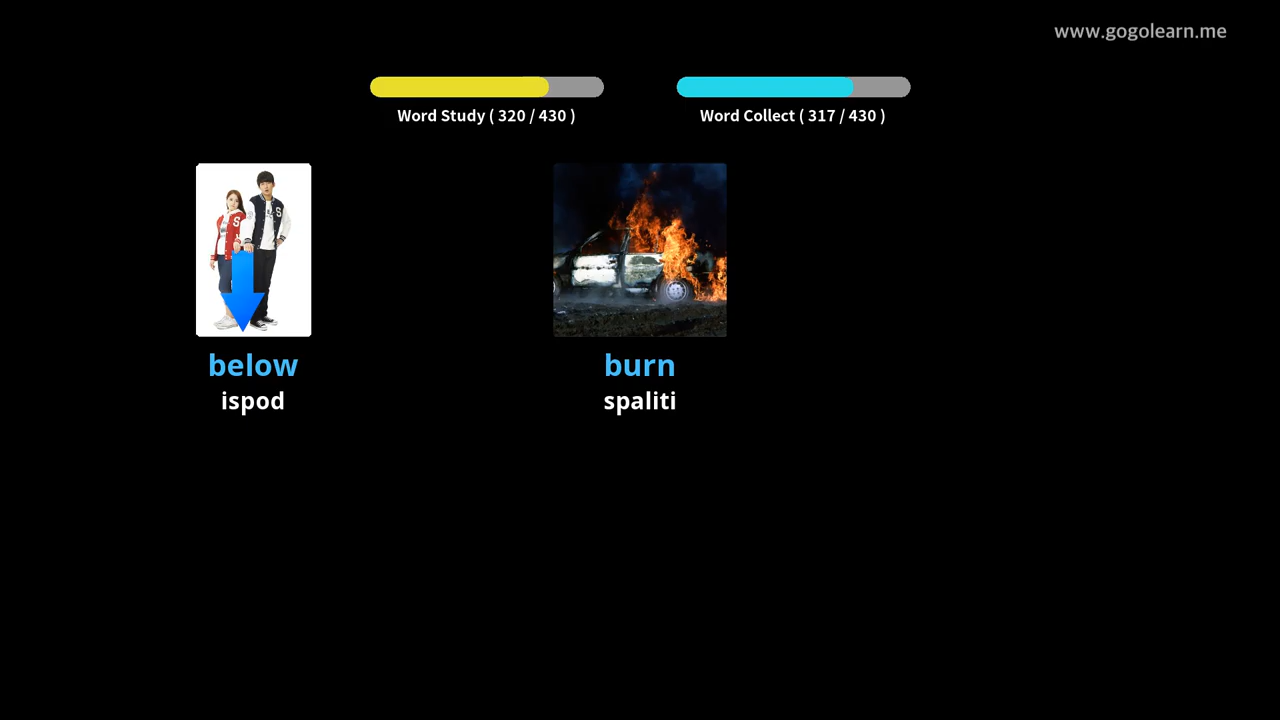 www.gogolearn.me
Word Study ( 320 / 430 )
Word Collect ( 317 / 430 )
S
S
below
ispod
burn
spaliti